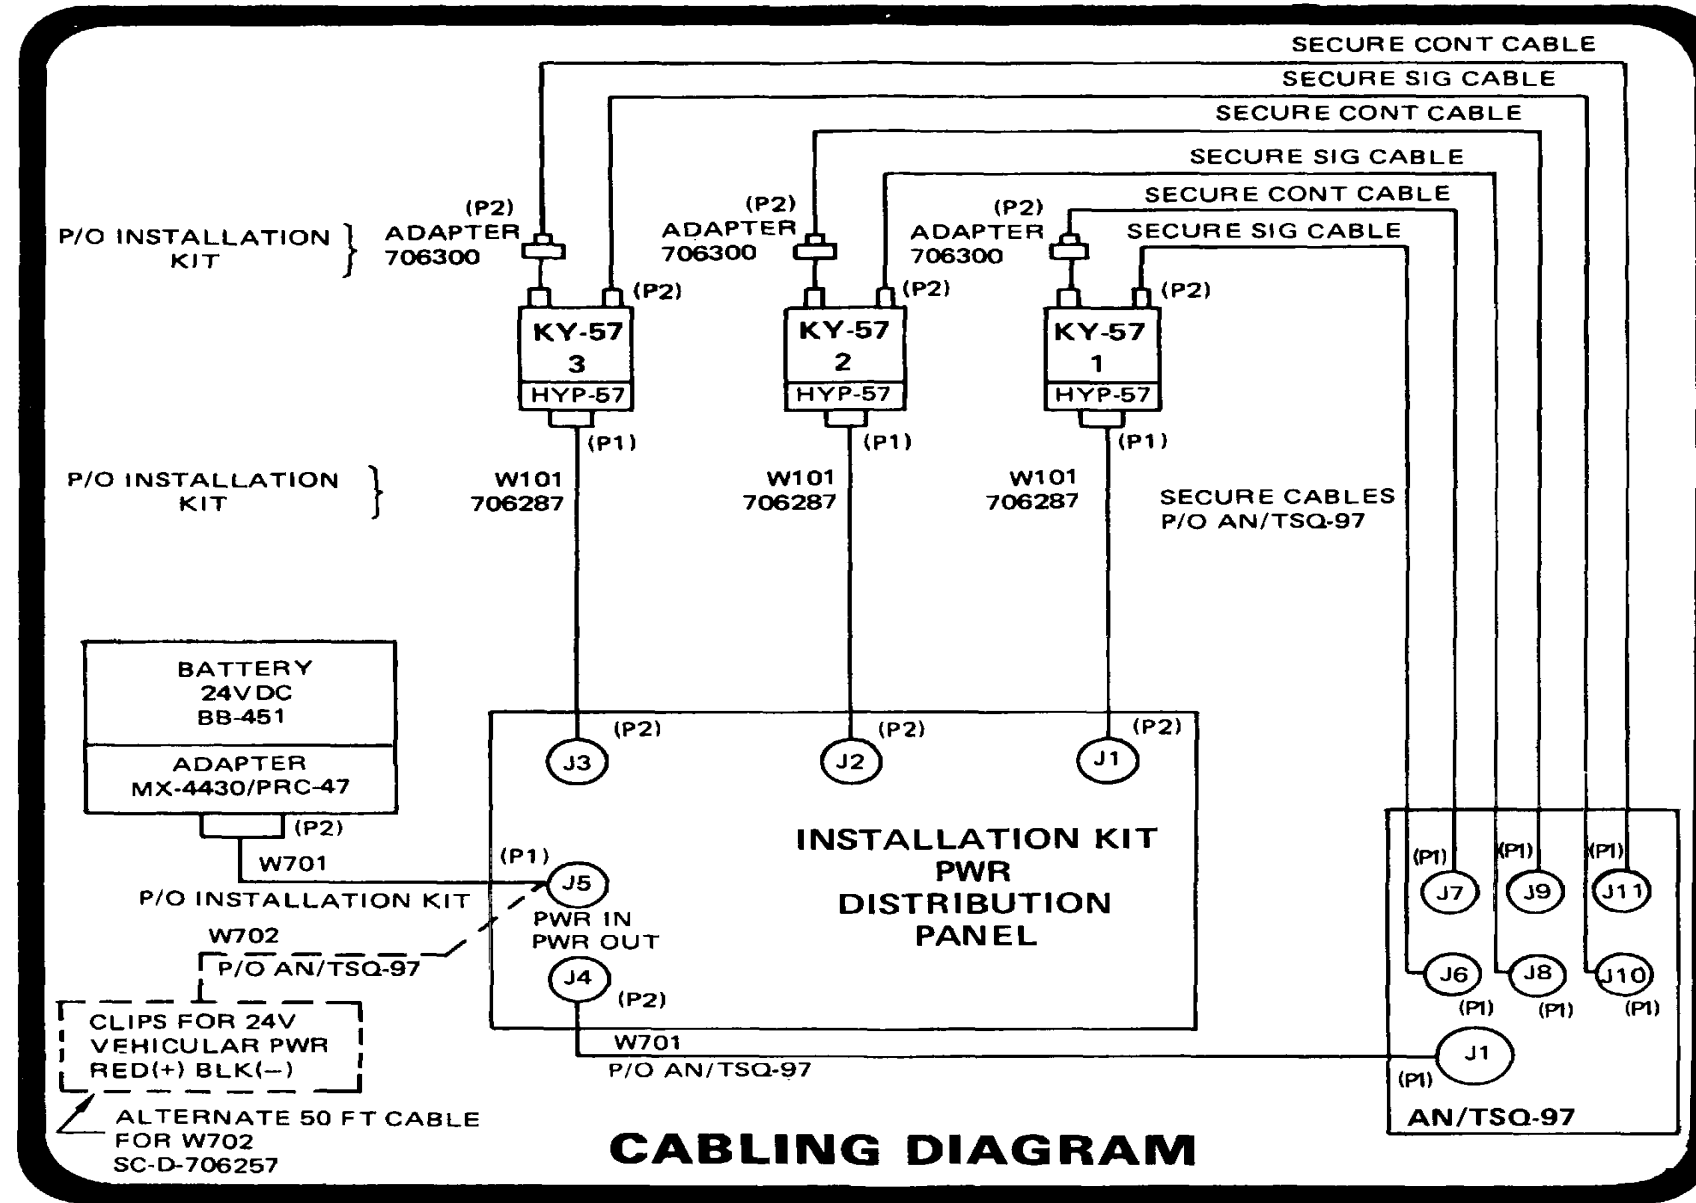 SECURE CONT CABLE
SECURE SIG CABLE
SECURE CONT CABLE
SECURE SIG CABLE
SECURE CONT CABLE
SECURE SIG CABLE
P/O INSTALLATION
KIT
(P2)
ADAPTER
706300
(P2)
ADAPTER
706300
(P2)
ADAPTER
706300
(P2)
(P2)
(P2)
KY-57
3
HYP-57
KY-57
2
HYP-57
KY-57
1
HYP-57
(P1)
(P1)
(P1)
P/O INSTALLATION
KIT
W101
706287
W101
706287
W101
706287
SECURE CABLES
P/O AN/TSQ-97
BATTERY
24VDC
BB-451
ADAPTER
MX-4430/PRC-47
(P2)
W701
P/O INSTALLATION KIT
(P2)
J3
(P2)
J2
(P2)
J1
INSTALLATION KIT
PWR
DISTRIBUTION
PANEL
(P1)
J5
PWR IN
PWR OUT
J4
(P2)
W702
P/O AN/TSQ-97
CLIPS FOR 24V
VEHICULAR PWR
RED(+) BLK(-)
ALTERNATE 50 FT CABLE
FOR W702
SC-D-706257
W701
P/O AN/TSQ-97
(P1)
(P1)
(P1)
J7
J9
J11
J6
J8
J10
(P1)
(P1)
(P1)
J1
(P1)
AN/TSQ-97
CABLING DIAGRAM